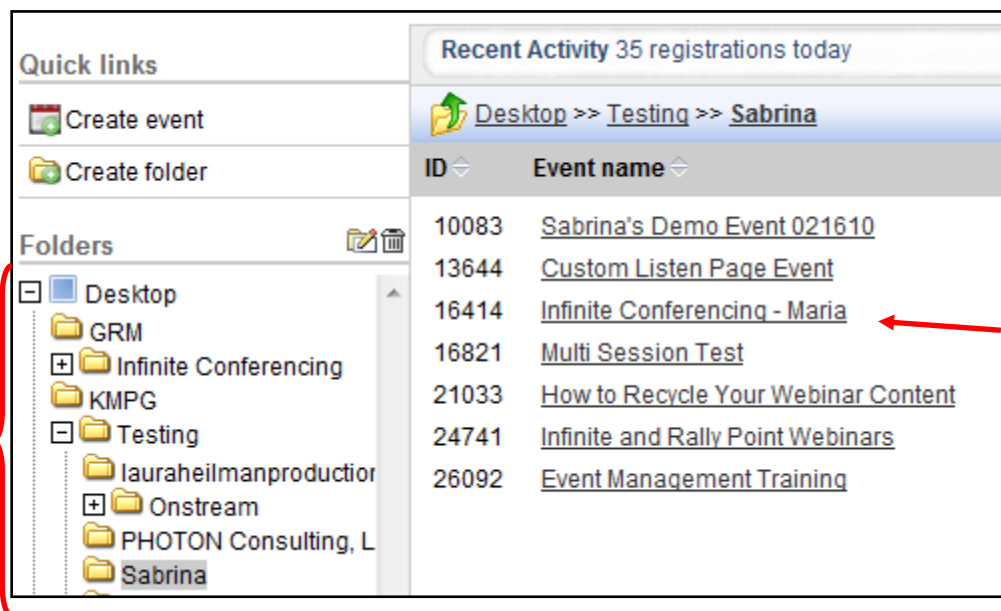 Quick links
Create event
Create folder
Folders
Desktop
GRM
Infinite Conferencing
KMPG
Testing
lauraheilmanproduction
Onstream
PHOTON Consulting, L
Sabrina
Recent Activity 35 registrations today
Desktop >> Testing >> Sabrina
ID Event name
10083 Sabrina's Demo Event 021610
13644 Custom Listen Page Event
16414 Infinite Conferencing - Maria
16821 Multi Session Test
21033 How to Recycle Your Webinar Content
24741 Infinite and Rally Point Webinars
26092 Event Management Training